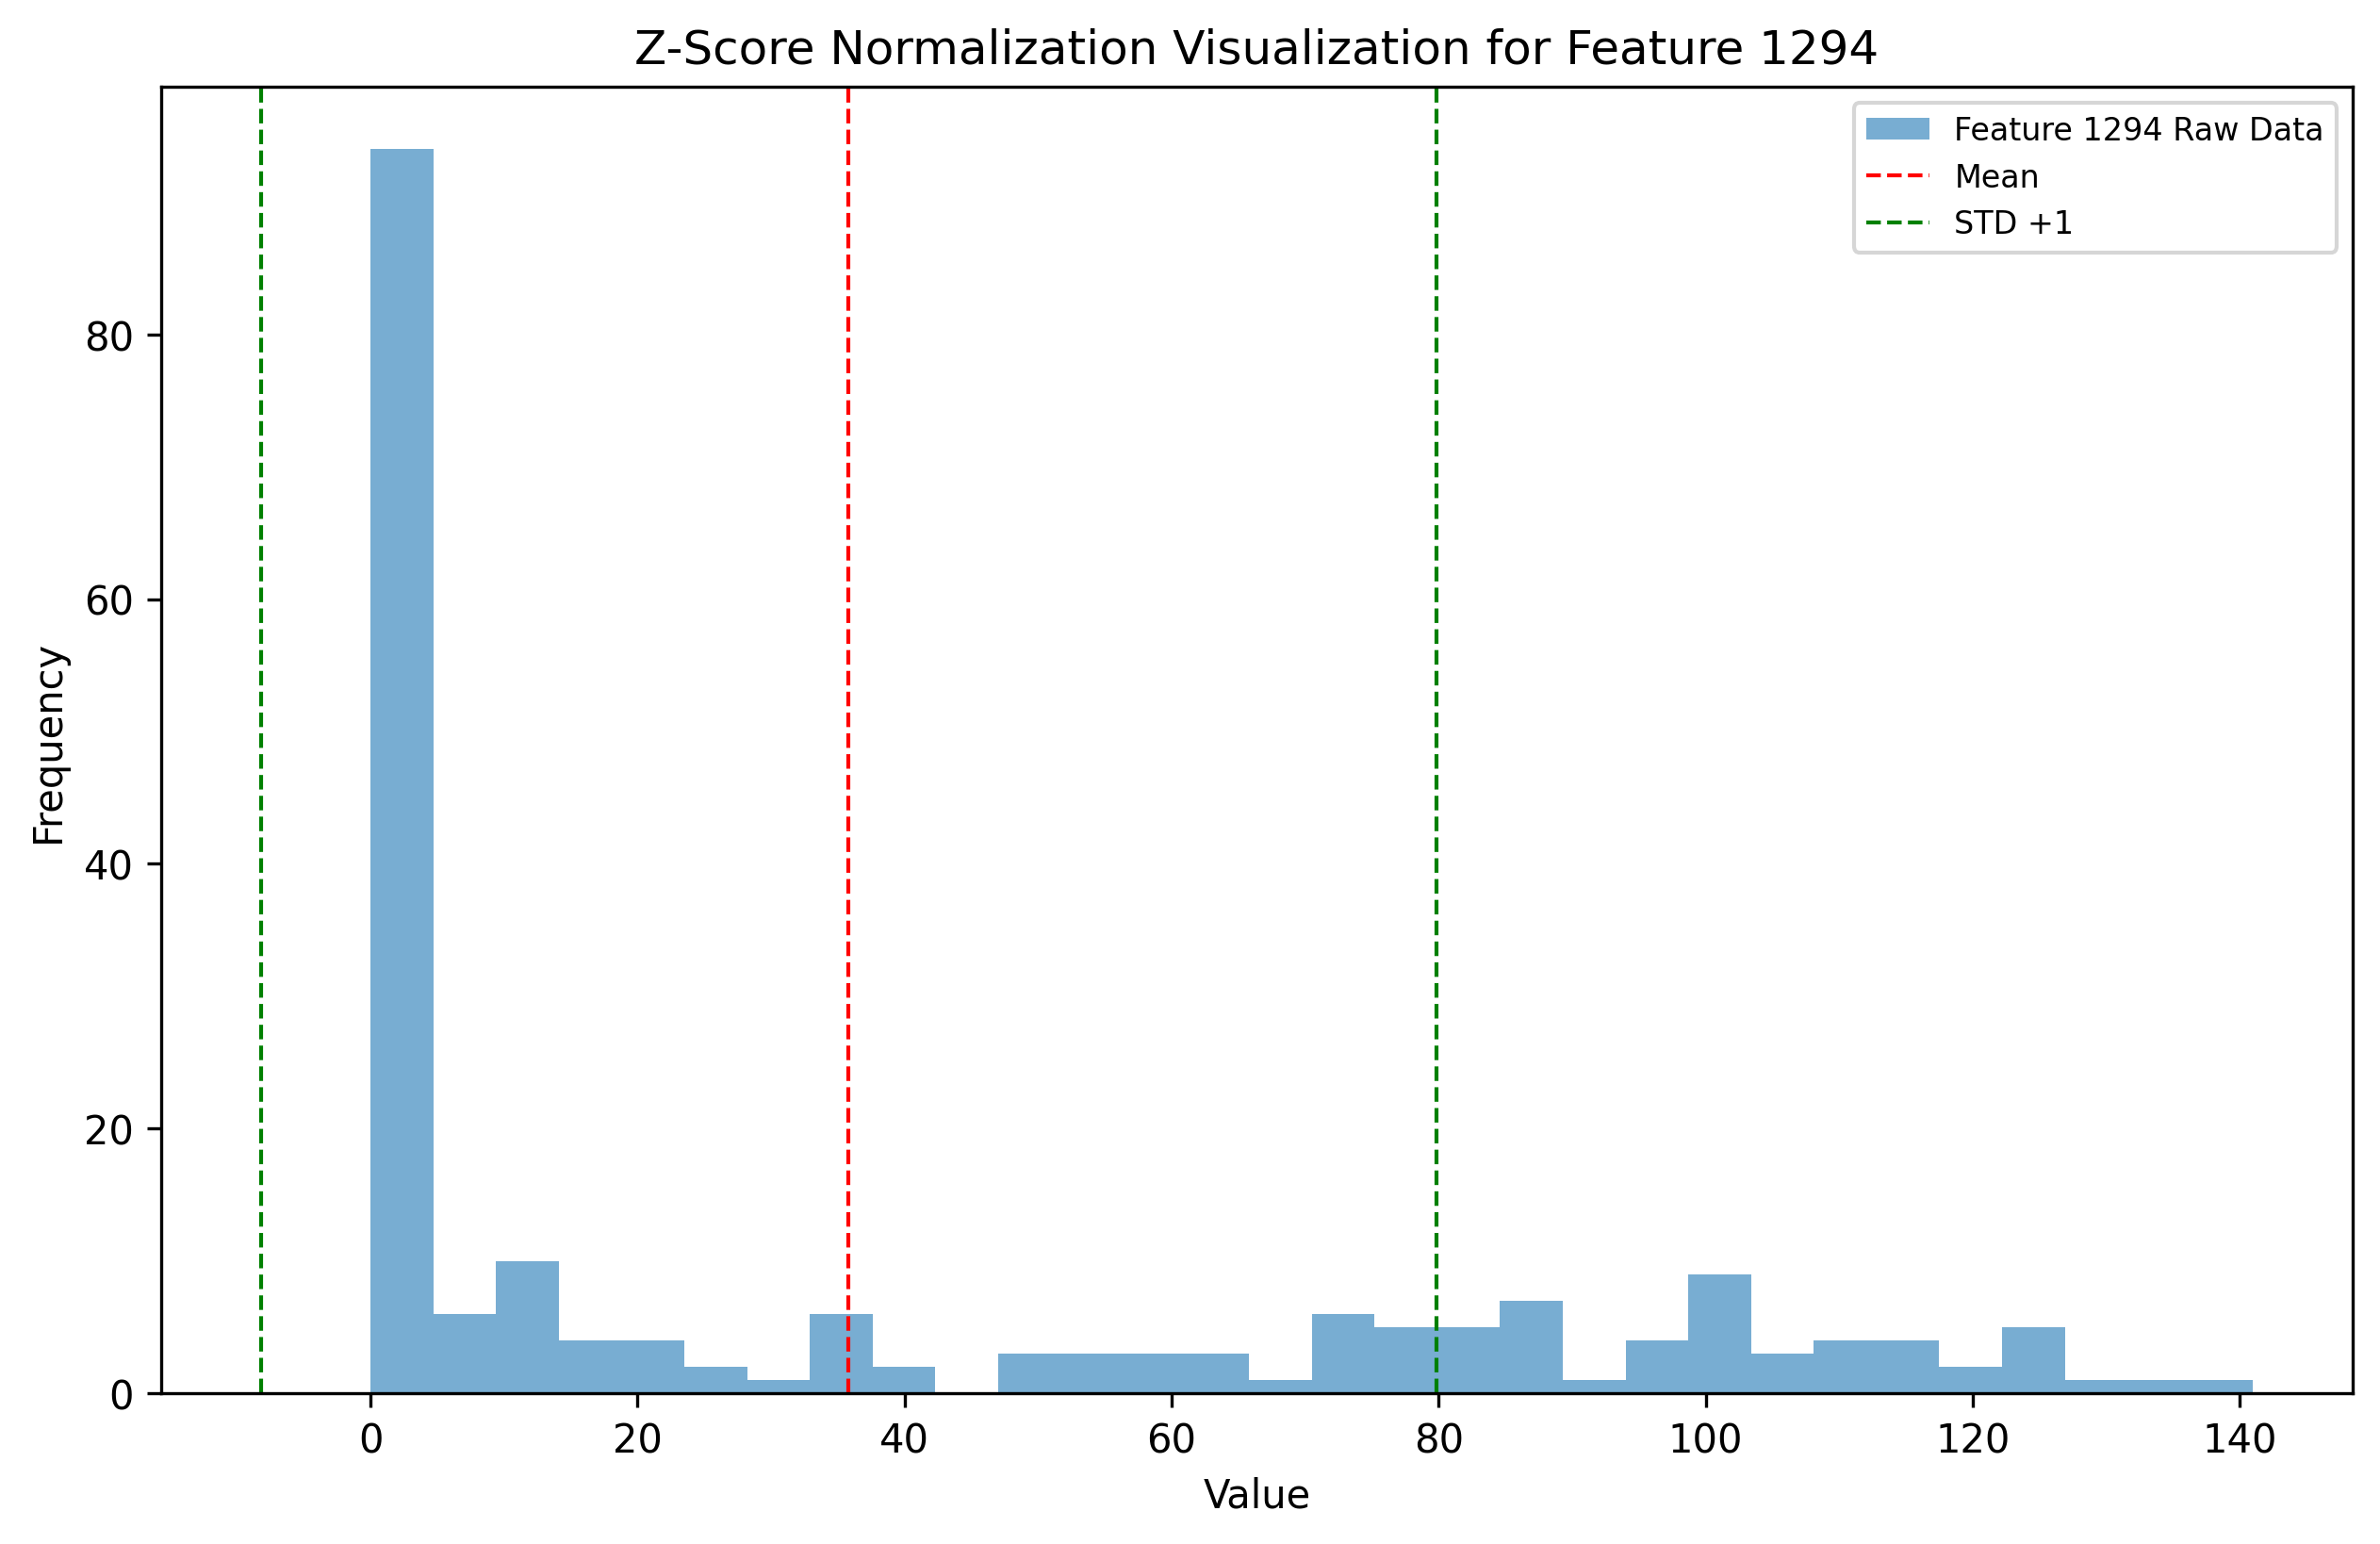 Z-Score Normalization Visualization for Feature 1294
Feature 1294 Raw Data
Mean
STD +1
80
60
40
20
0
Frequency
0 20 40 60 80 100 120 140
Value